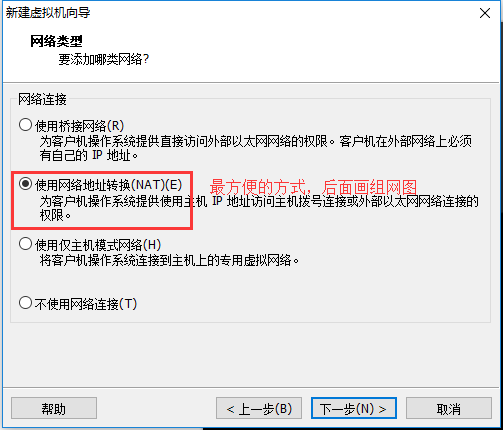 新建虚拟机向导
网络类型
要添加哪类网络?
网络连接
使用桥接网络(R)
为客户机操作系统提供直接访问外部以太网网络的权限。客户机在外部网络上必须
有自己的 IP 地址。
使用网络地址转换(NAT)(E)
最方便的方式，后面画组网图
为客户机操作系统提供使用主机 IP 地址访问主机拨号连接或外部以太网网络连接的
权限。
使用仅主机模式网络(H)
将客户机操作系统连接到主机上的专用虚拟网络。
不使用网络连接(T)
帮助
< 上一步(B)
下一步(N) >
取消